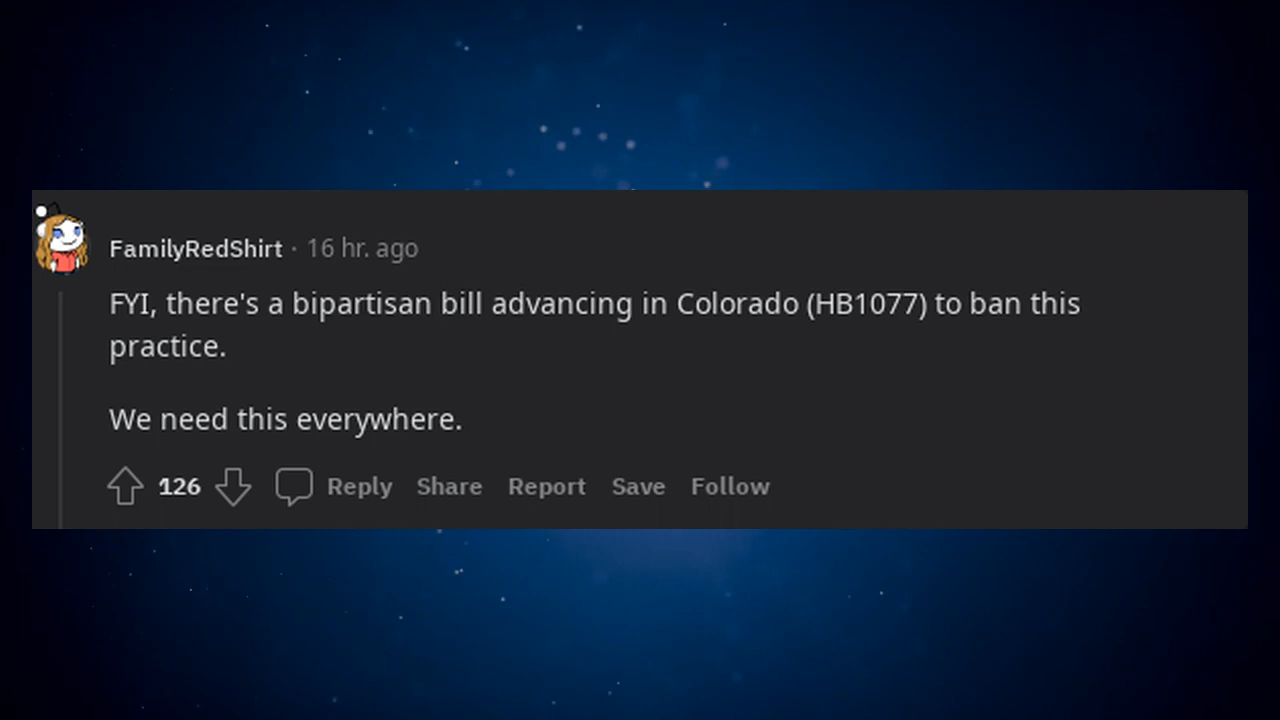 FamilyRedShirt · 16 hr. ago
FYI, there's a bipartisan bill advancing in Colorado (HB1077) to ban this
practice.
We need this everywhere.
126 Reply Share Report Save Follow